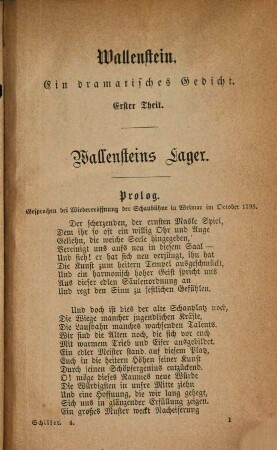 Wallenstein.
Ein dramatisches Gedicht.
Erster Theil.
Wallensteins Lager.
Prolog.
Gesprochen bei Wiedereröffnung der Schaubühne in Weimar im October 1798.
Der scherzenden, der ernsten Maske Spiel,
Dem ihr so oft ein willig Ohr und Auge
Geliehn, die weiche Seele hingegeben,
Vereinigt uns aufs neu in diesem Saal —
Und sieh! er hat sich neu verjüngt, ihn hat
Die Kunst zum heitern Tempel ausgeschmückt,
Und ein harmonisch hoher Geist spricht uns
Aus dieser edlen Säulenordnung an
Und regt den Sinn zu festlichen Gefühlen.
Und doch ist dies der alte Schauplatz noch,
Die Wiege mancher jugendlichen Kräfte,
Die Laufbahn manches wachsenden Talents.
Wir sind die Alten noch, die sich vor euch
Mit warmem Trieb und Eifer ausgebildet.
Ein edler Meister stand auf diesem Platz,
Euch in die heitern Höhen seiner Kunst
Durch seinen Schöpfergenius entzückend.
O! möge dieses Raumes neue Würde
Die Würdigsten in unsre Mitte ziehn
Und eine Hoffnung, die wir lang gehegt,
Sich uns in glänzender Erfüllung zeigen.
Ein großes Muster weckt Nacheiferung
Schiller. 4. 1